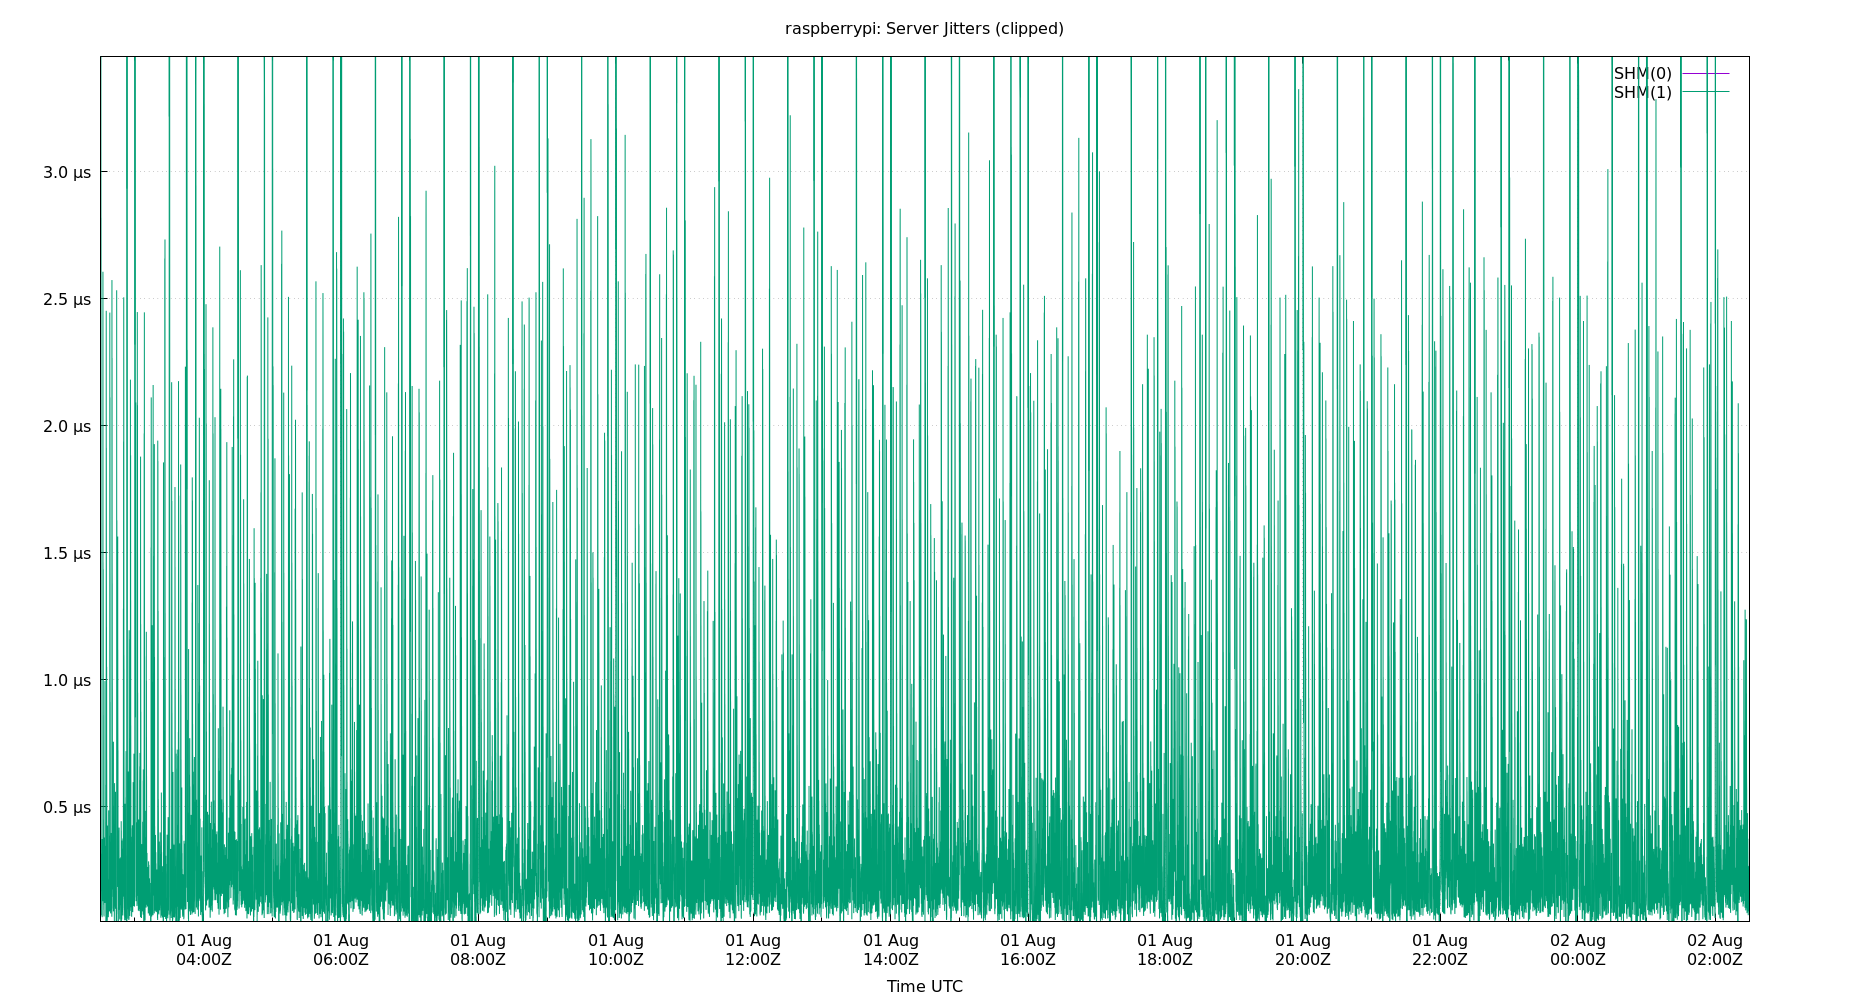 raspberrypi: Server Jitters (clipped)
SHM(0)
SHM(1)
3.0 µs
2.5 µs
2.0 µs
1.5 µs
1.0 µs
0.5 µs
01 Aug 01 Aug 01 Aug 01 Aug 01 Aug 01 Aug 01 Aug 01 Aug 01 Aug 01 Aug 02 Aug 02 Aug
04:00Z 06:00Z 08:00Z 10:00Z 12:00Z 14:00Z 16:00Z 18:00Z 20:00Z 22:00Z 00:00Z 02:00Z
Time UTC